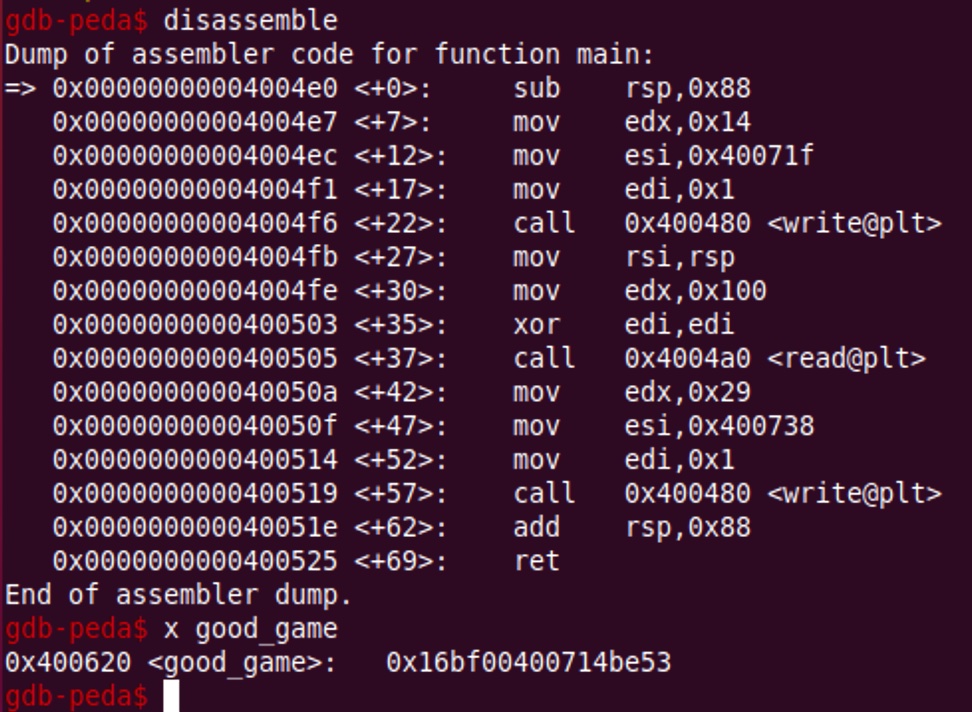 gdb-peda$ disassemble
Dump of assembler code for function main:
=> 0x00000000004004e0 <+0>:     sub    rsp,0x88
   0x00000000004004e7 <+7>:     mov    edx,0x14
   0x00000000004004ec <+12>:    mov    esi,0x40071f
   0x00000000004004f1 <+17>:    mov    edi,0x1
   0x00000000004004f6 <+22>:    call   0x400480 <write@plt>
   0x00000000004004fb <+27>:    mov    rsi,rsp
   0x00000000004004fe <+30>:    mov    edx,0x100
   0x0000000000400503 <+35>:    xor    edi,edi
   0x0000000000400505 <+37>:    call   0x4004a0 <read@plt>
   0x000000000040050a <+42>:    mov    edx,0x29
   0x000000000040050f <+47>:    mov    esi,0x400738
   0x0000000000400514 <+52>:    mov    edi,0x1
   0x0000000000400519 <+57>:    call   0x400480 <write@plt>
   0x000000000040051e <+62>:    add    rsp,0x88
   0x0000000000400525 <+69>:    ret
End of assembler dump.
gdb-peda$ x good_game
0x400620 <good_game>:   0x16bf00400714be53
gdb-peda$